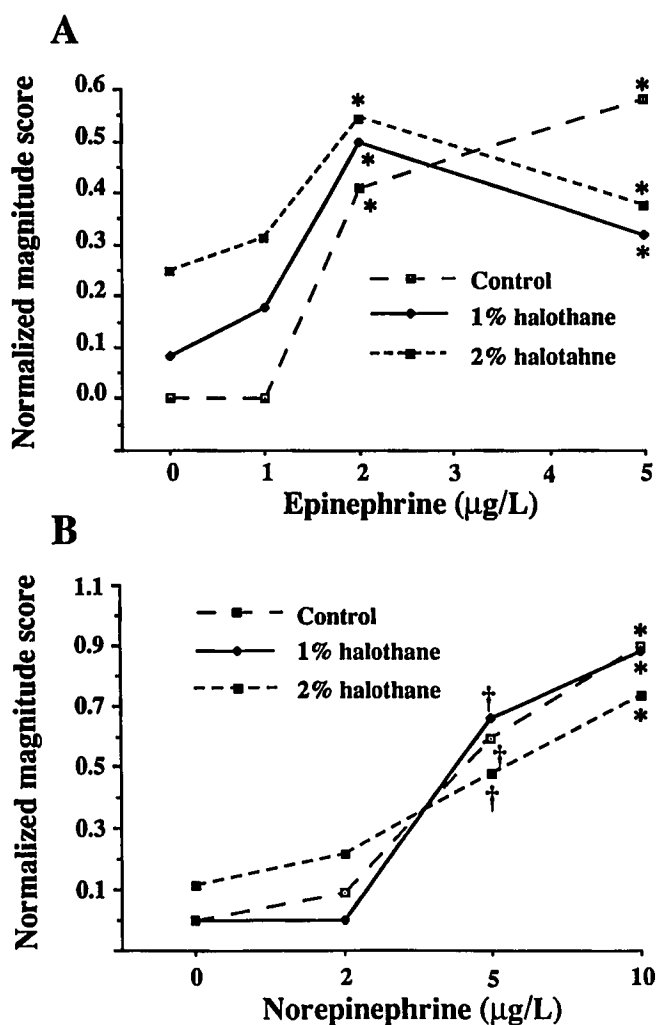 A
Normalized magnitude score
0.6
0.5
0.4
0.3
0.2
0.1
0.0
*
*
*
*
*
*
Control
1% halothane
2% halotahne
0 1 2 3 4 5
Epinephrine (µg/L)
B
Normalized magnitude score
1.1
0.9
0.7
0.5
0.3
0.1
Control
1% halothane
2% halothane
†
†
†
*
*
*
0 2 5 10
Norepinephrine (µg/L)